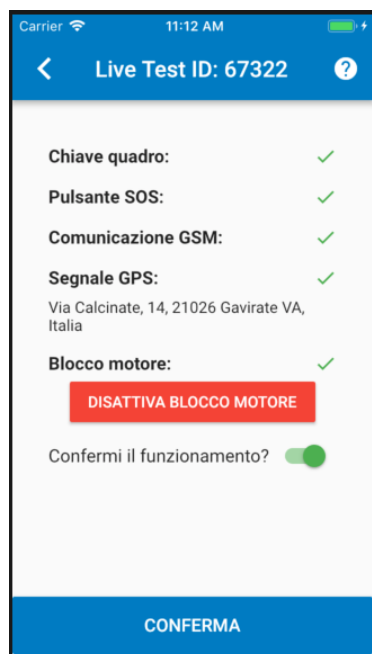 Carrier 11:12 AM
Live Test ID: 67322 ?
Chiave quadro:
Pulsante SOS:
Comunicazione GSM:
Segnale GPS:
Via Calcinate, 14, 21026 Gavirate VA,
Italia
Blocco motore:
DISATTIVA BLOCCO MOTORE
Confermi il funzionamento?
CONFERMA